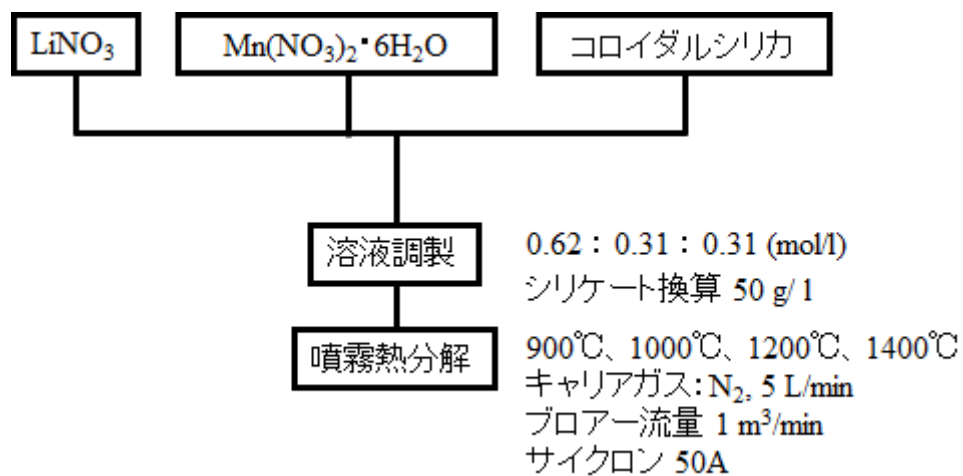 LiNO₃
Mn(NO₃)₂・6H₂O
コロイダルシリカ
溶液調製
0.62：0.31：0.31 (mol/l)
シリケート換算 50 g/ l
噴霧熱分解
900℃、1000℃、1200℃、1400℃
キャリアガス：N₂, 5 L/min
ブロアー流量 1 m³/min
サイクロン 50A